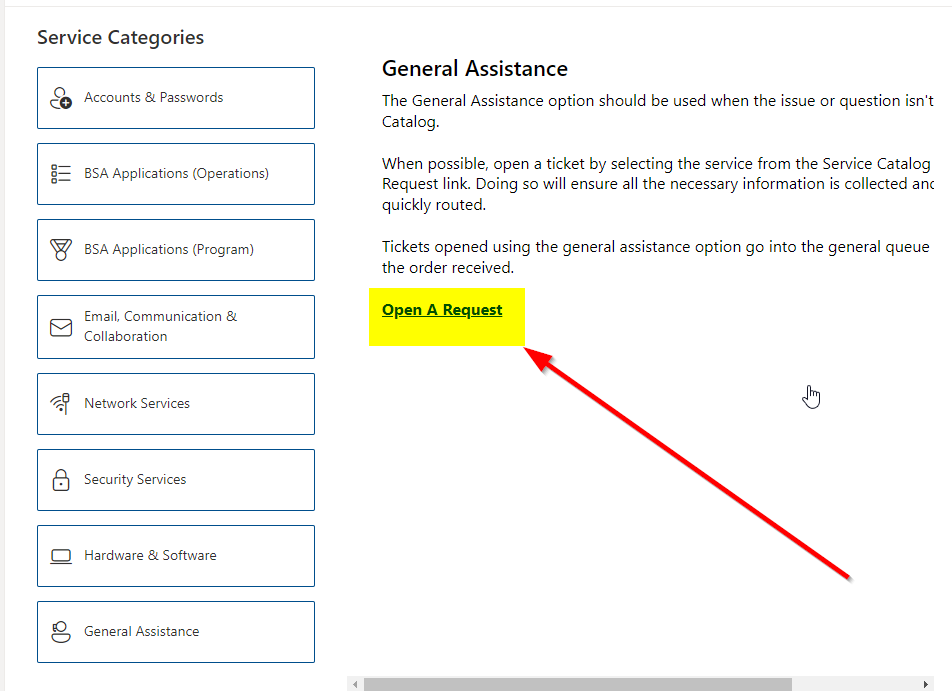 Service Categories
Accounts & Passwords
BSA Applications (Operations)
BSA Applications (Program)
Email, Communication &
Collaboration
Network Services
Security Services
Hardware & Software
General Assistance
General Assistance
The General Assistance option should be used when the issue or question isn't
Catalog.
When possible, open a ticket by selecting the service from the Service Catalog
Request link. Doing so will ensure all the necessary information is collected and
quickly routed.
Tickets opened using the general assistance option go into the general queue
the order received.
Open A Request